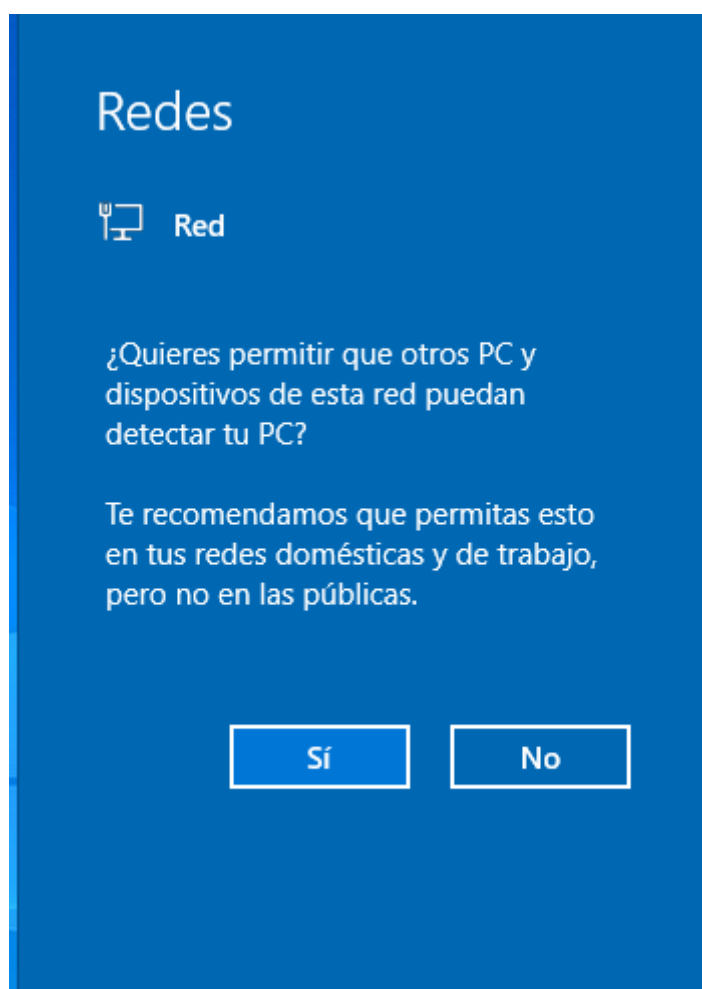 Redes
Red
¿Quieres permitir que otros PC y
dispositivos de esta red puedan
detectar tu PC?
Te recomendamos que permitas esto
en tus redes domésticas y de trabajo,
pero no en las públicas.
Sí
No